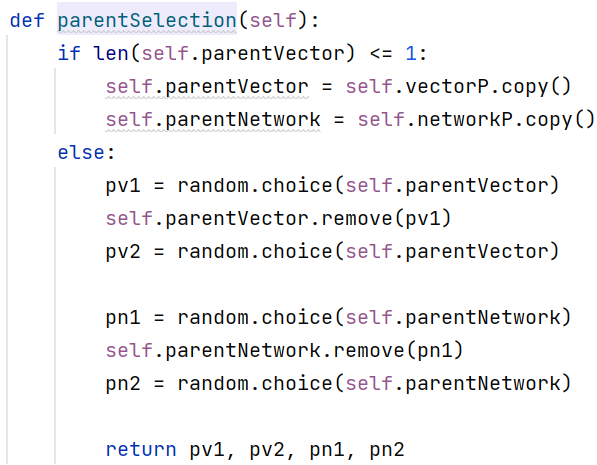 def parentSelection(self):
    if len(self.parentVector) <= 1:
        self.parentVector = self.vectorP.copy()
        self.parentNetwork = self.networkP.copy()
    else:
        pv1 = random.choice(self.parentVector)
        self.parentVector.remove(pv1)
        pv2 = random.choice(self.parentVector)

        pn1 = random.choice(self.parentNetwork)
        self.parentNetwork.remove(pn1)
        pn2 = random.choice(self.parentNetwork)

        return pv1, pv2, pn1, pn2